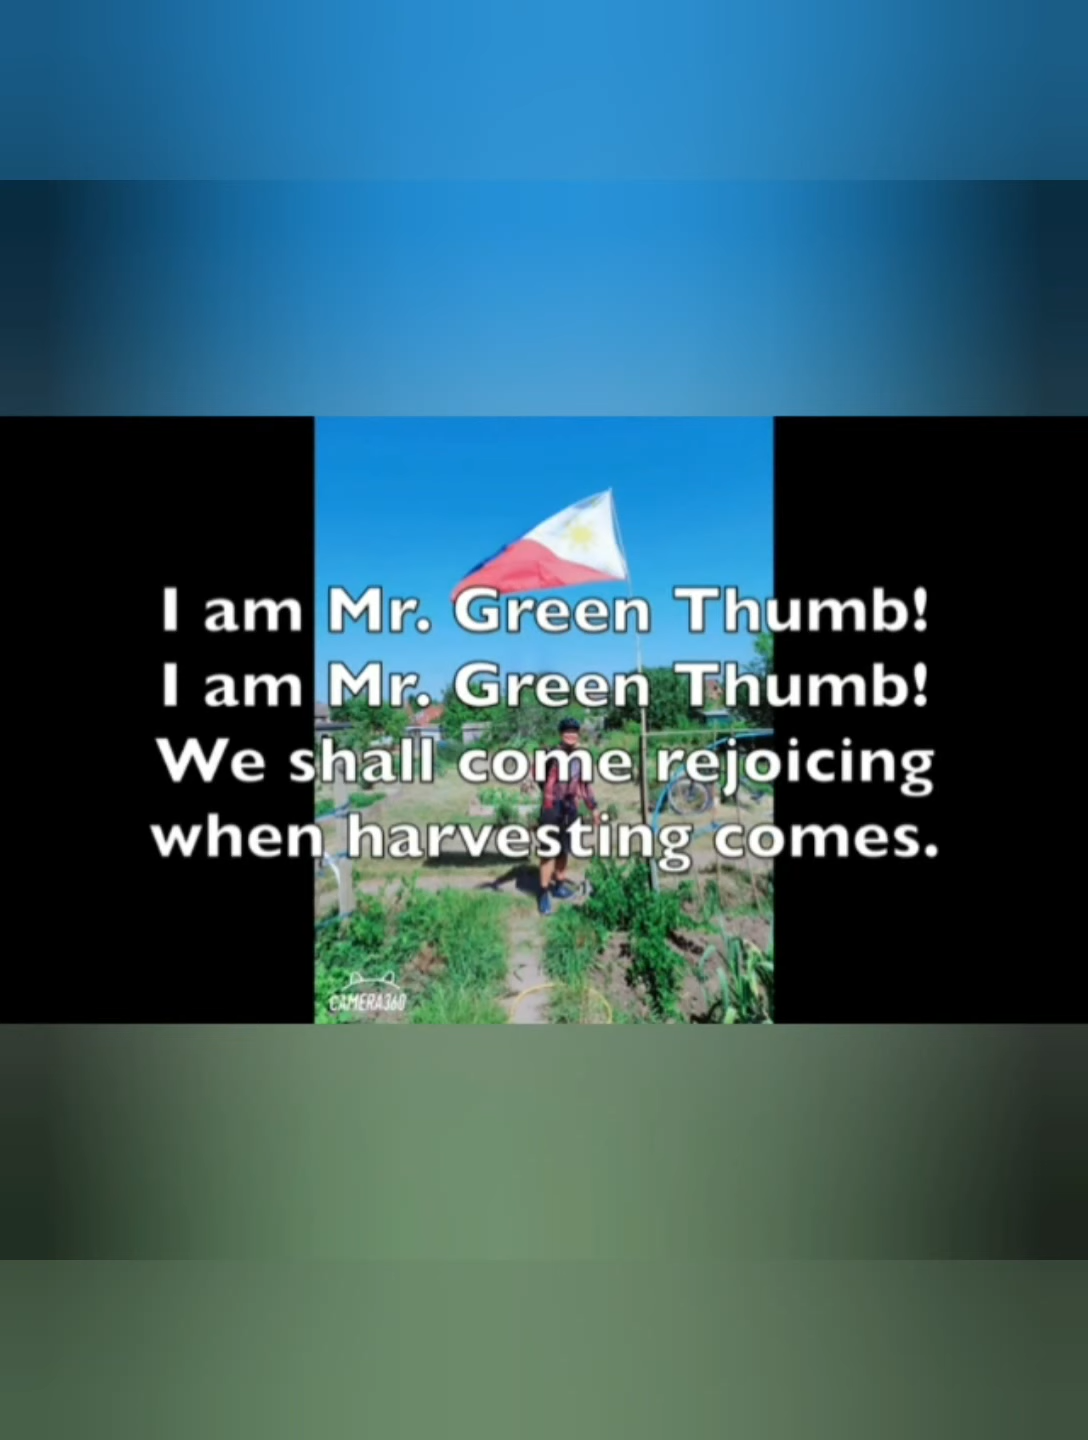 I am Mr. Green Thumb!
I am Mr. Green Thumb!
We shall come rejoicing
when harvesting comes.
CAMERA360